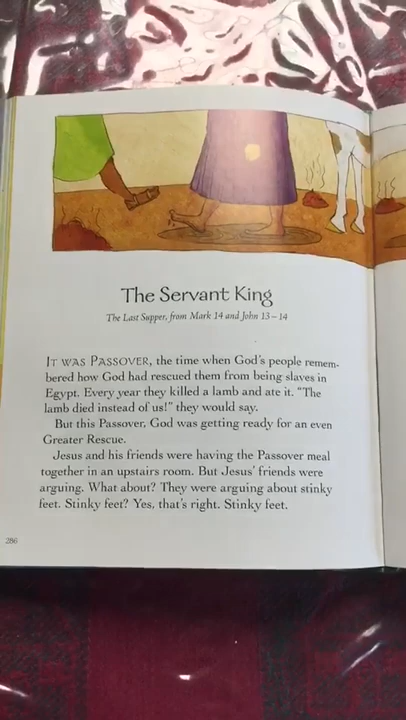 The Servant King
The Last Supper, from Mark 14 and John 13–14
IT WAS PASSOVER, the time when God's people remem-
bered how God had rescued them from being slaves in
Egypt. Every year they killed a lamb and ate it. "The
lamb died instead of us!" they would say.
But this Passover, God was getting ready for an even
Greater Rescue.
Jesus and his friends were having the Passover meal
together in an upstairs room. But Jesus' friends were
arguing. What about? They were arguing about stinky
feet. Stinky feet? Yes, that's right. Stinky feet.
286